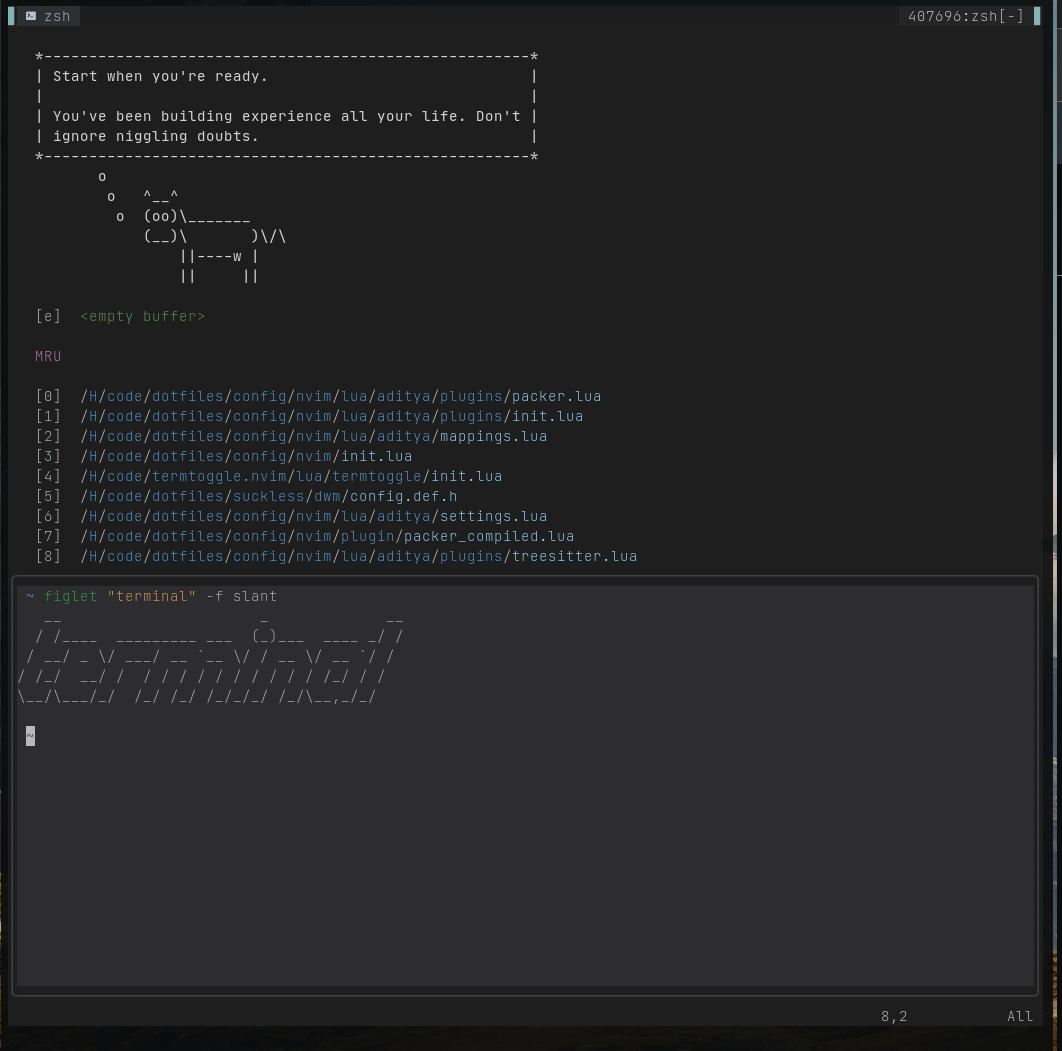 zsh 407696:zsh[-]
*------------------------------------------------------*
| Start when you're ready.                             |
|                                                      |
| You've been building experience all your life. Don't |
| ignore niggling doubts.                              |
*------------------------------------------------------*
       o
        o   ^__^
         o  (oo)\_______
            (__)\       )\/\
                ||----w |
                ||     ||
[e]  <empty buffer>
MRU
[0]  /H/code/dotfiles/config/nvim/lua/aditya/plugins/packer.lua
[1]  /H/code/dotfiles/config/nvim/lua/aditya/plugins/init.lua
[2]  /H/code/dotfiles/config/nvim/lua/aditya/mappings.lua
[3]  /H/code/dotfiles/config/nvim/init.lua
[4]  /H/code/termtoggle.nvim/lua/termtoggle/init.lua
[5]  /H/code/dotfiles/suckless/dwm/config.def.h
[6]  /H/code/dotfiles/config/nvim/lua/aditya/settings.lua
[7]  /H/code/dotfiles/config/nvim/plugin/packer_compiled.lua
[8]  /H/code/dotfiles/config/nvim/lua/aditya/plugins/treesitter.lua
~ figlet "terminal" -f slant
   __                      _             __
  / /____  _________ ___  (_)___  ____ _/ /
 / __/ _ \/ ___/ __ `__ \/ / __ \/ __ `/ /
/ /_/  __/ /  / / / / / / / / / / /_/ / /
\__/\___/_/  /_/ /_/ /_/_/_/ /_/\__,_/_/
~
8,2 All